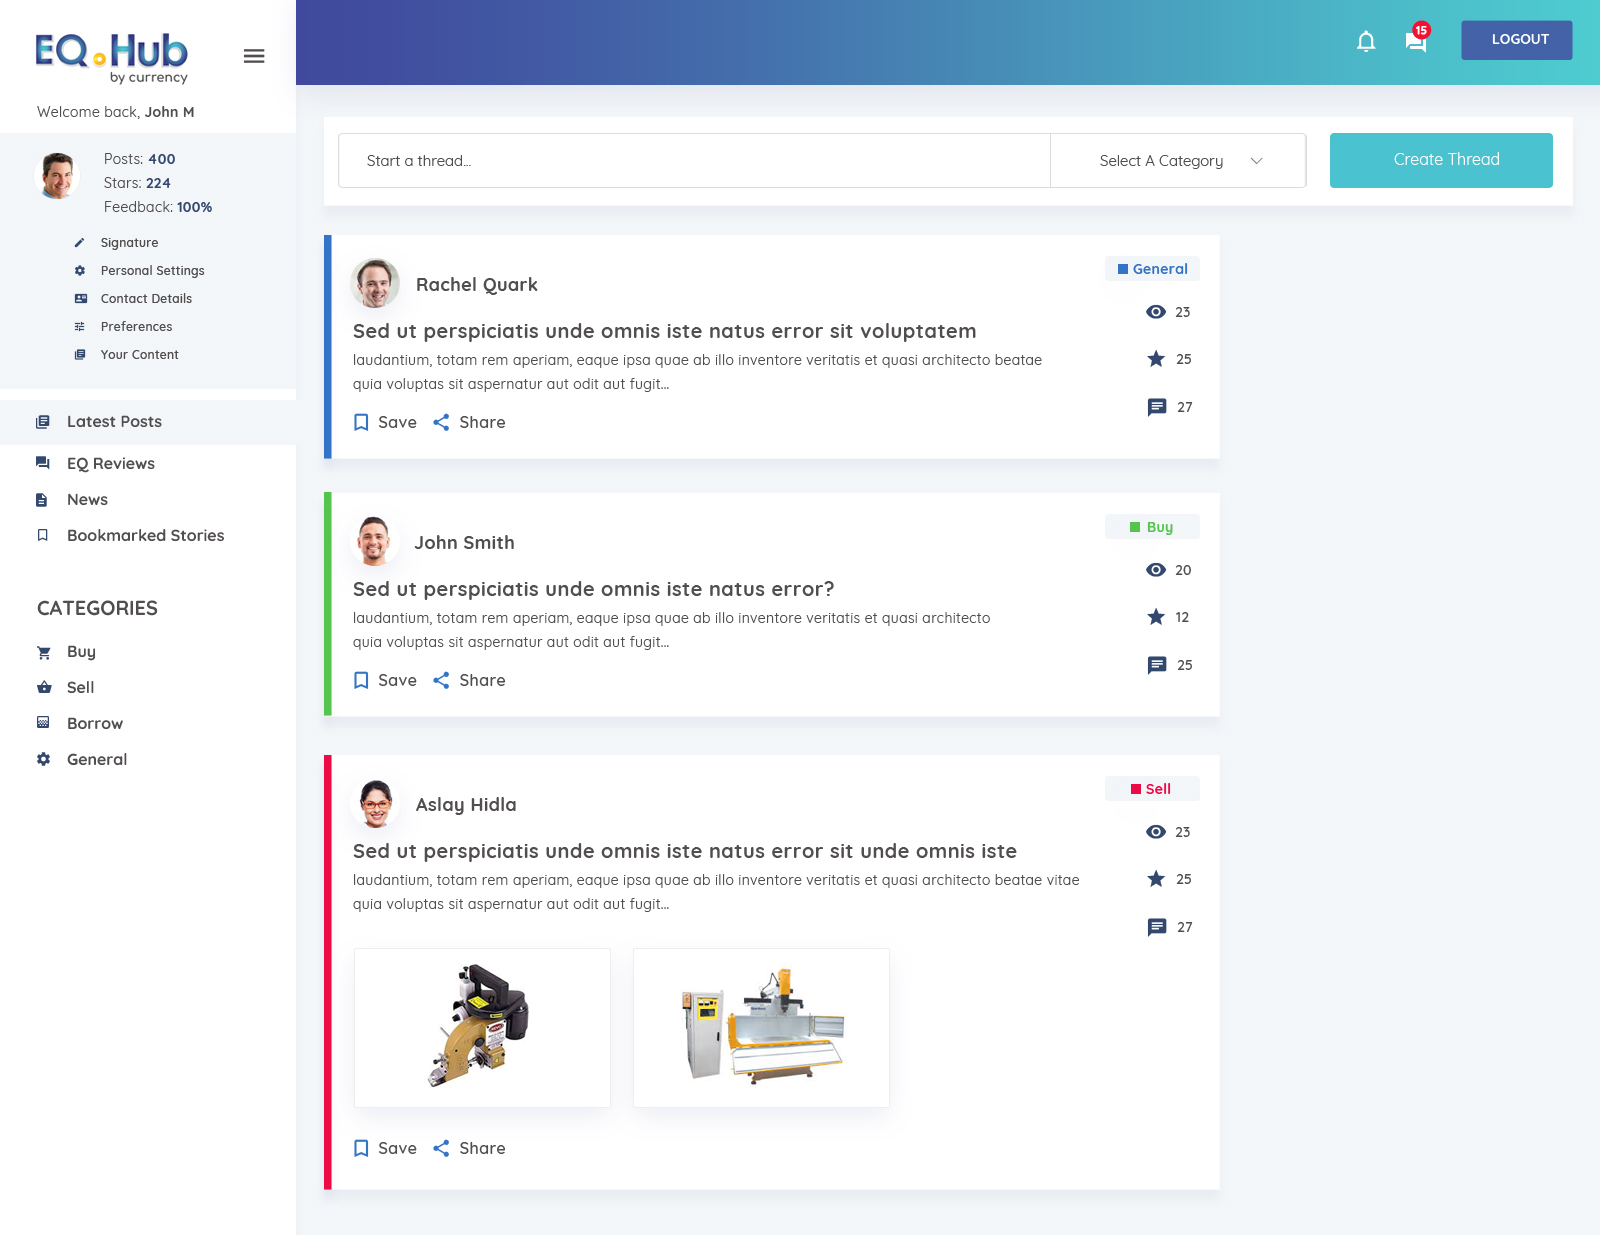 EQ.Hub
by currency
Welcome back, John M
Posts: 400
Stars: 224
Feedback: 100%
Signature
Personal Settings
Contact Details
Preferences
Your Content
Latest Posts
EQ Reviews
News
Bookmarked Stories
CATEGORIES
Buy
Sell
Borrow
General
15
LOGOUT
Start a thread...
Select A Category
Create Thread
Rachel Quark
General
Sed ut perspiciatis unde omnis iste natus error sit voluptatem
laudantium, totam rem aperiam, eaque ipsa quae ab illo inventore veritatis et quasi architecto beatae
quia voluptas sit aspernatur aut odit aut fugit...
23
25
27
Save
Share
John Smith
Buy
Sed ut perspiciatis unde omnis iste natus error?
laudantium, totam rem aperiam, eaque ipsa quae ab illo inventore veritatis et quasi architecto
quia voluptas sit aspernatur aut odit aut fugit...
20
12
25
Save
Share
Aslay Hidla
Sell
Sed ut perspiciatis unde omnis iste natus error sit unde omnis iste
laudantium, totam rem aperiam, eaque ipsa quae ab illo inventore veritatis et quasi architecto beatae vitae
quia voluptas sit aspernatur aut odit aut fugit...
23
25
27
Save
Share